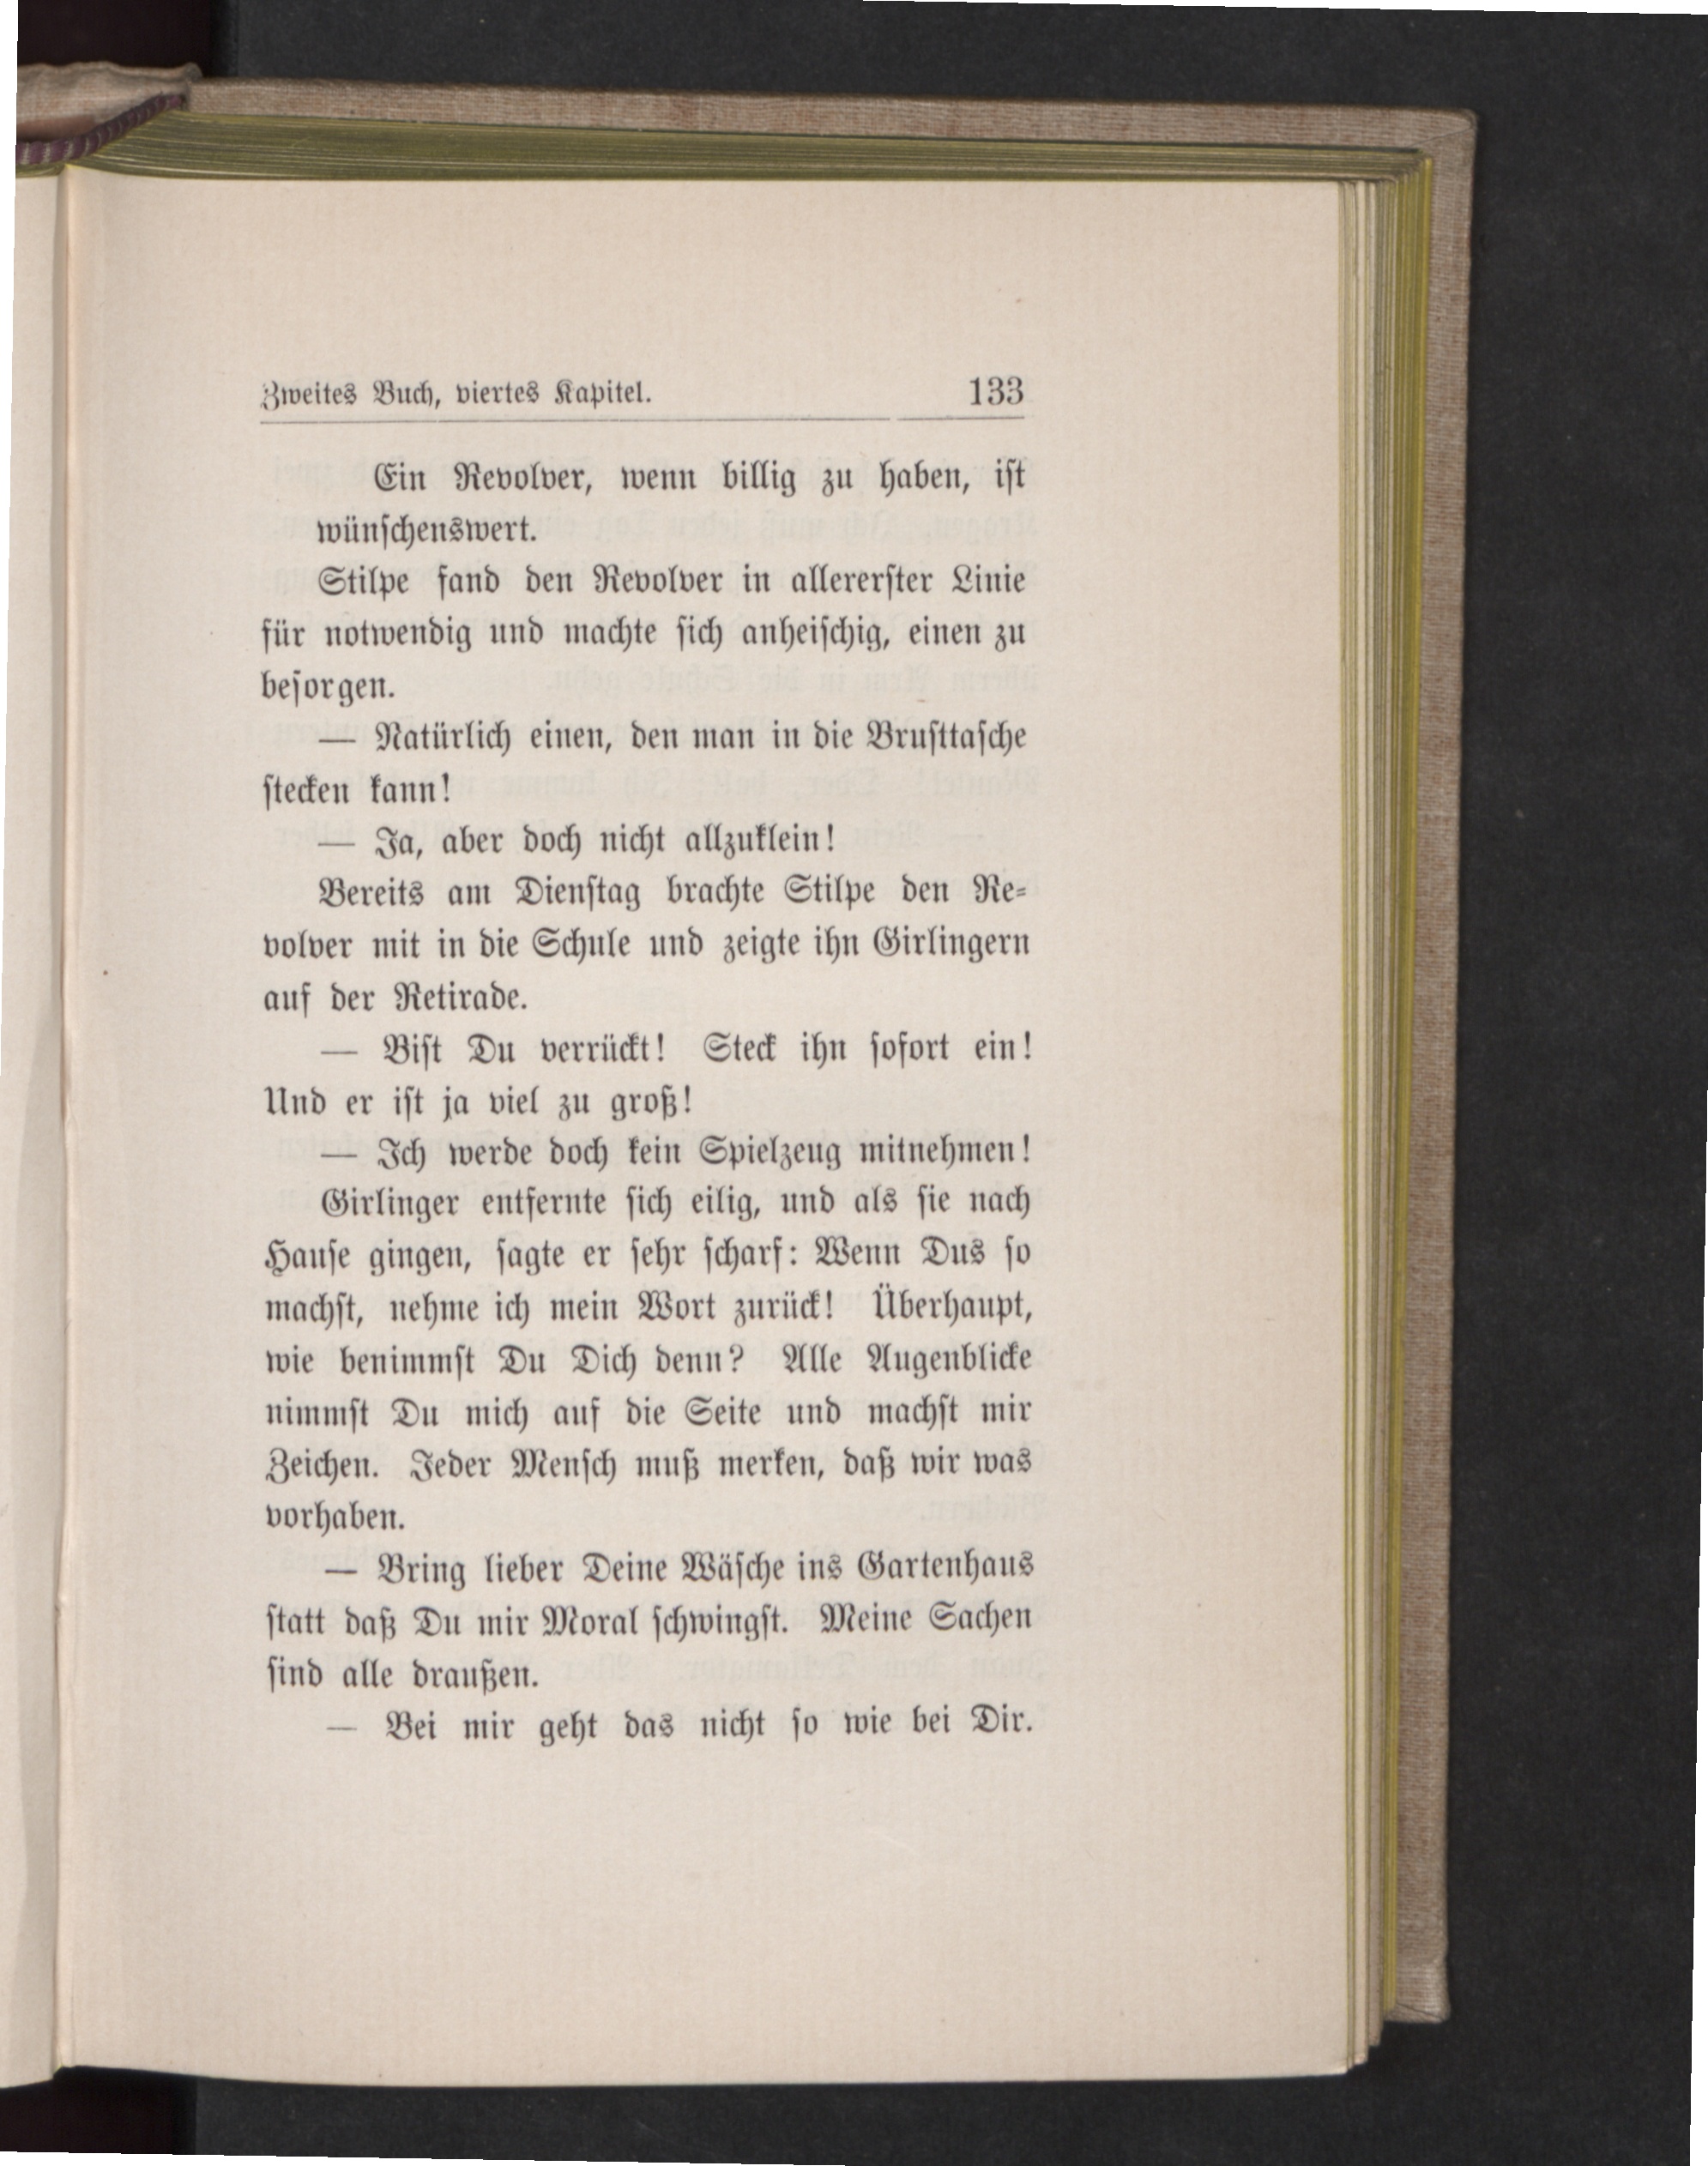 Zweites Buch, viertes Kapitel. 133
Ein Revolver, wenn billig zu haben, ist
wünschenswert.
Stilpe fand den Revolver in allererster Linie
für notwendig und machte sich anheischig, einen zu
besorgen.
— Natürlich einen, den man in die Brusttasche
stecken kann!
— Ja, aber doch nicht allzuklein!
Bereits am Dienstag brachte Stilpe den Re-
volver mit in die Schule und zeigte ihn Girlingern
auf der Retirade.
— Bist Du verrückt! Steck ihn sofort ein!
Und er ist ja viel zu groß!
— Ich werde doch kein Spielzeug mitnehmen!
Girlinger entfernte sich eilig, und als sie nach
Hause gingen, sagte er sehr scharf: Wenn Dus so
machst, nehme ich mein Wort zurück! Überhaupt,
wie benimmst Du Dich denn? Alle Augenblicke
nimmst Du mich auf die Seite und machst mir
Zeichen. Jeder Mensch muß merken, daß wir was
vorhaben.
— Bring lieber Deine Wäsche ins Gartenhaus
statt daß Du mir Moral schwingst. Meine Sachen
sind alle draußen.
— Bei mir geht das nicht so wie bei Dir.